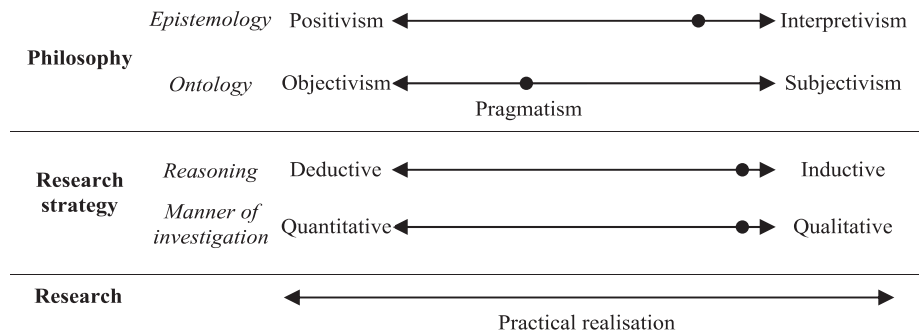 Epistemology Positivism Interpretivism
Philosophy
Ontology Objectivism Subjectivism
Pragmatism
Reasoning Deductive Inductive
Research
strategy
Manner of
investigation Quantitative Qualitative
Research
Practical realisation